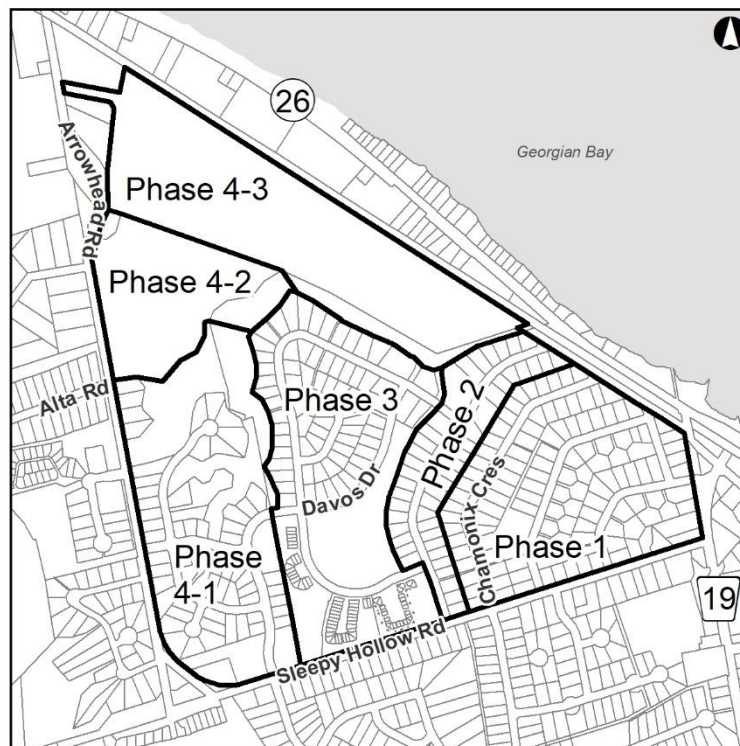 26
Georgian Bay
Arrowhead Rd
Phase 4-3
Phase 4-2
Alta Rd
Phase 3
Phase 2
Davos Dr
Chamonix Cres
Phase 1
Phase
4-1
19
Sleepy Hollow Rd